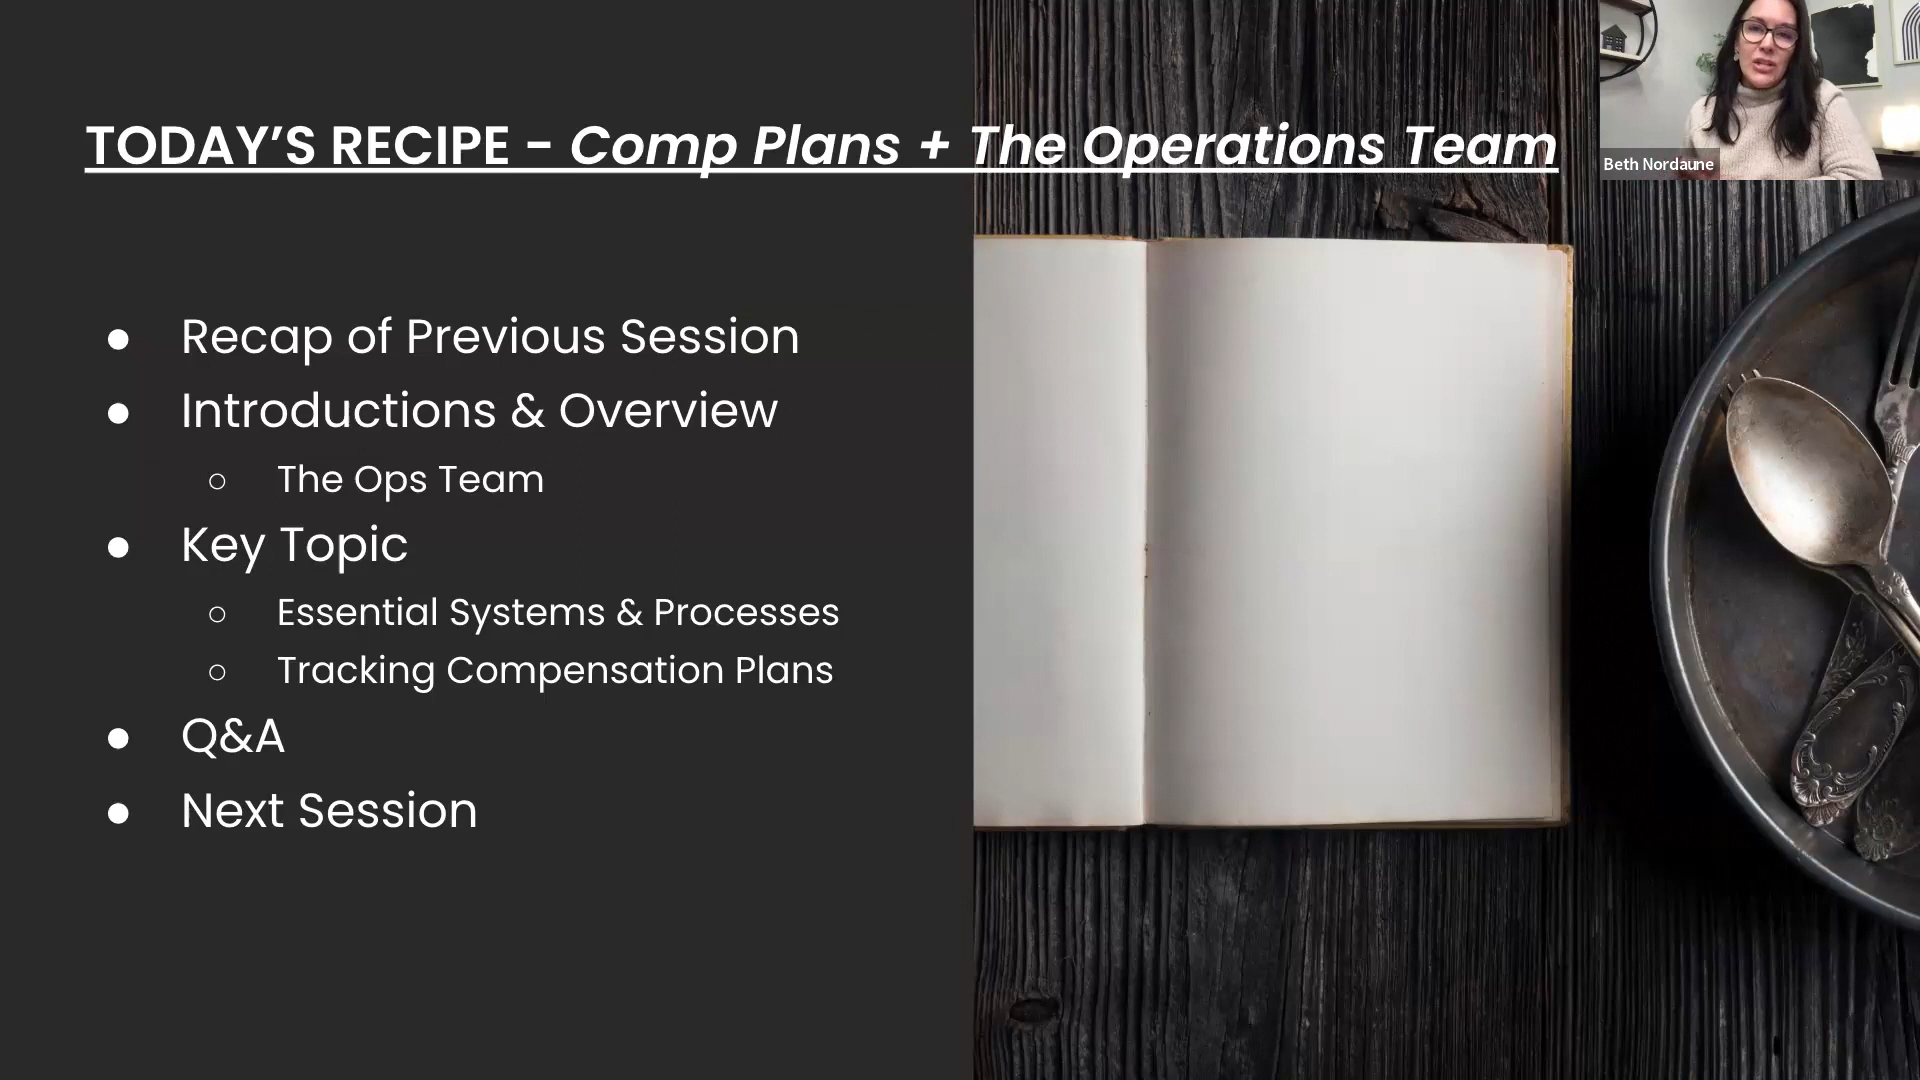 TODAY’S RECIPE - Comp Plans + The Operations Team
Beth Nordaune
● Recap of Previous Session
● Introductions & Overview
○ The Ops Team
● Key Topic
○ Essential Systems & Processes
○ Tracking Compensation Plans
● Q&A
● Next Session